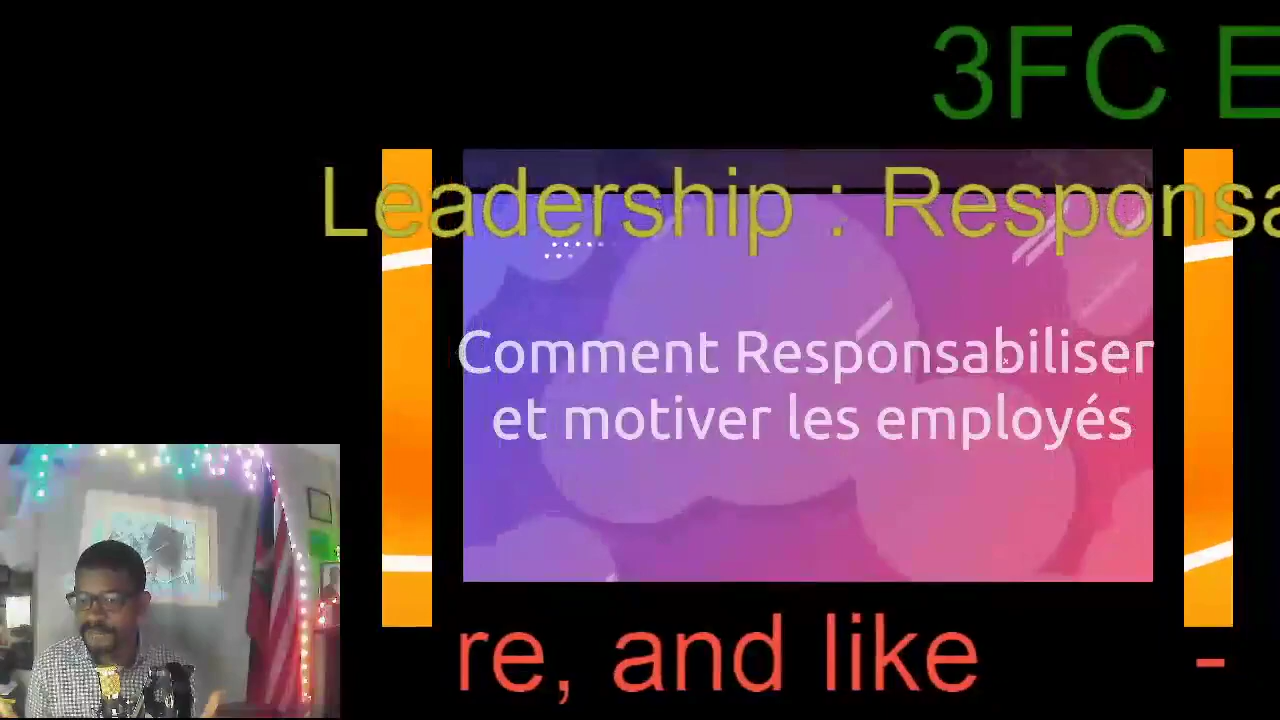 3FC E
Leadership : Responsa
Comment Responsabiliser
et motiver les employés
re, and like -